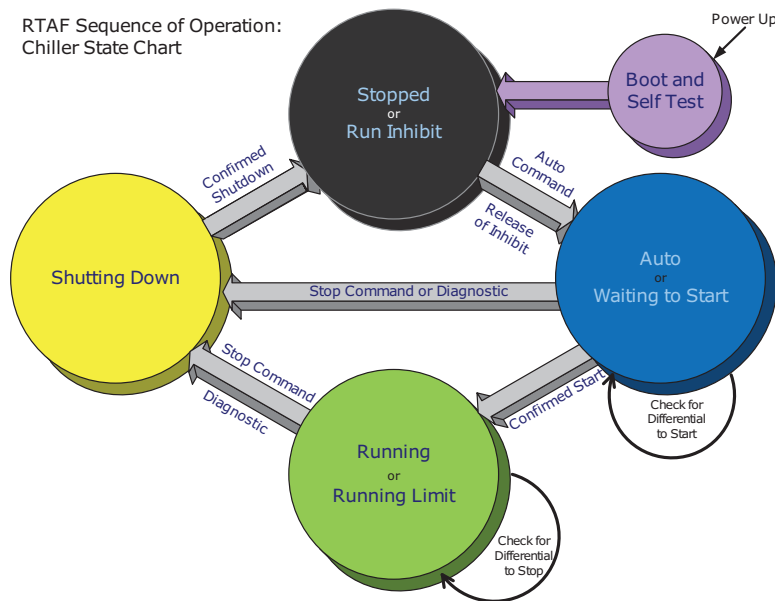 RTAF Sequence of Operation:
Chiller State Chart
Power Up
Boot and
Self Test
Stopped
or
Run Inhibit
Confirmed
Shutdown
Auto
Command
Release
of Inhibit
Shutting Down
Auto
or
Waiting to Start
Stop Command or Diagnostic
Stop Command
Diagnostic
Confirmed Start
Check for
Differential
to Start
Running
or
Running Limit
Check for
Differential
to Stop